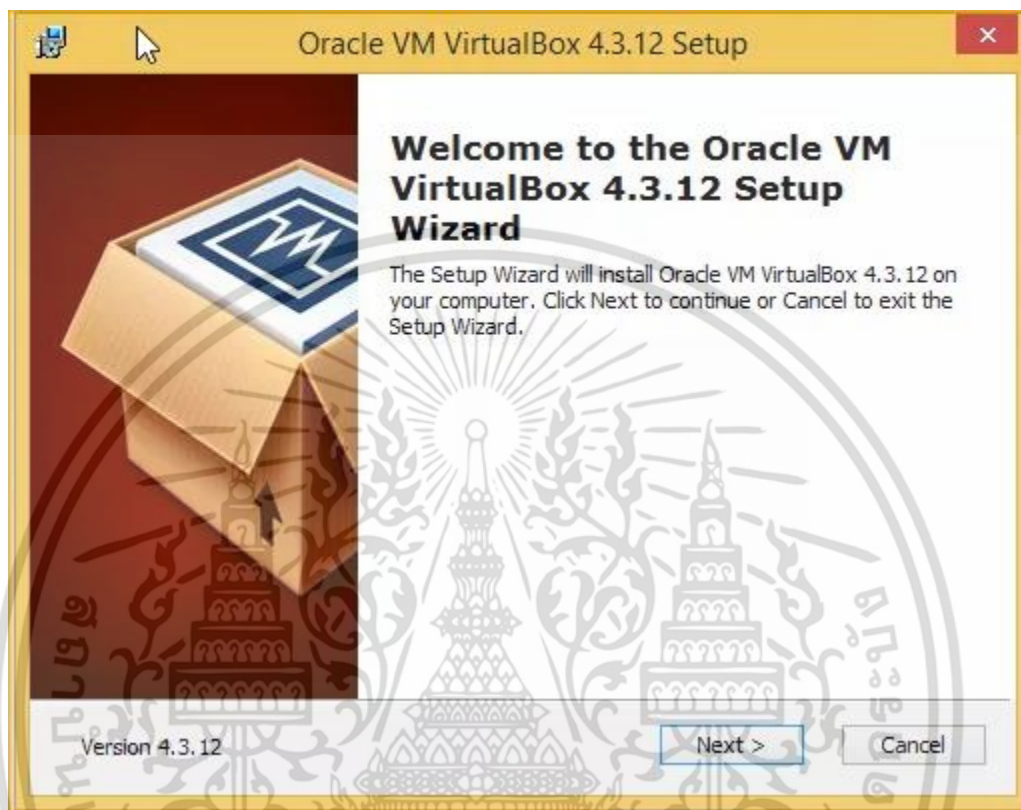 Oracle VM VirtualBox 4.3.12 Setup
Welcome to the Oracle VM
VirtualBox 4.3.12 Setup
Wizard
The Setup Wizard will install Oracle VM VirtualBox 4.3.12 on
your computer. Click Next to continue or Cancel to exit the
Setup Wizard.
Version 4.3.12
Next >
Cancel